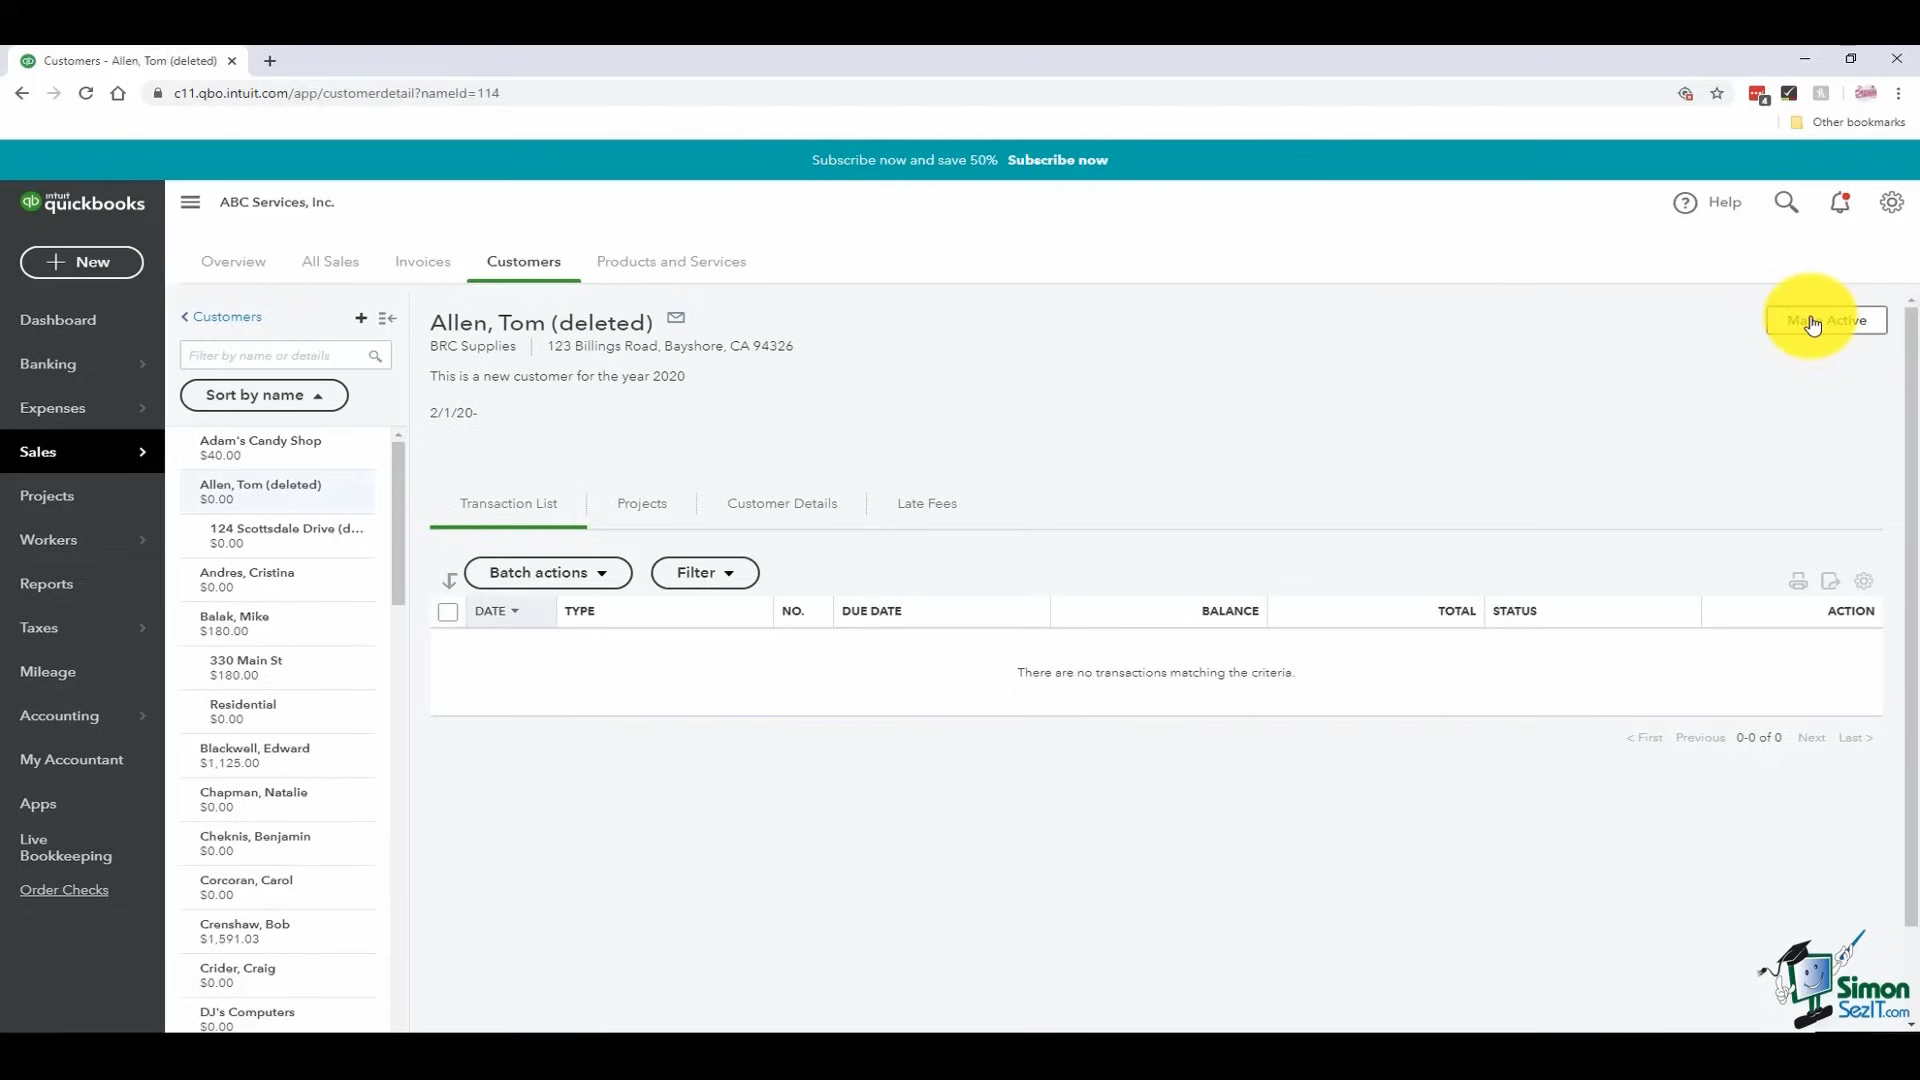 Customers - Allen, Tom (deleted)
c11.qbo.intuit.com/app/customerdetail?nameId=114
4
Other bookmarks
Subscribe now and save 50% Subscribe now
intuit
quickbooks
ABC Services, Inc.
Help
New
Overview
All Sales
Invoices
Customers
Products and Services
Dashboard
Banking
Expenses
Sales
Projects
Workers
Reports
Taxes
Mileage
Accounting
My Accountant
Apps
Live
Bookkeeping
Order Checks
Customers
Filter by name or details
Sort by name
Adam's Candy Shop
$40.00
Allen, Tom (deleted)
$0.00
124 Scottsdale Drive (d...
$0.00
Andres, Cristina
$0.00
Balak, Mike
$180.00
330 Main St
$180.00
Residential
$0.00
Blackwell, Edward
$1,125.00
Chapman, Natalie
$0.00
Cheknis, Benjamin
$0.00
Corcoran, Carol
$0.00
Crenshaw, Bob
$1,591.03
Crider, Craig
$0.00
DJ's Computers
$0.00
Allen, Tom (deleted)
Active
BRC Supplies | 123 Billings Road, Bayshore, CA 94326
This is a new customer for the year 2020
2/1/20-
Transaction List
Projects
Customer Details
Late Fees
Batch actions
Filter
DATE TYPE NO. DUE DATE BALANCE TOTAL STATUS ACTION
There are no transactions matching the criteria.
< First Previous 0-0 of 0 Next Last >
Simon
SezIT.com